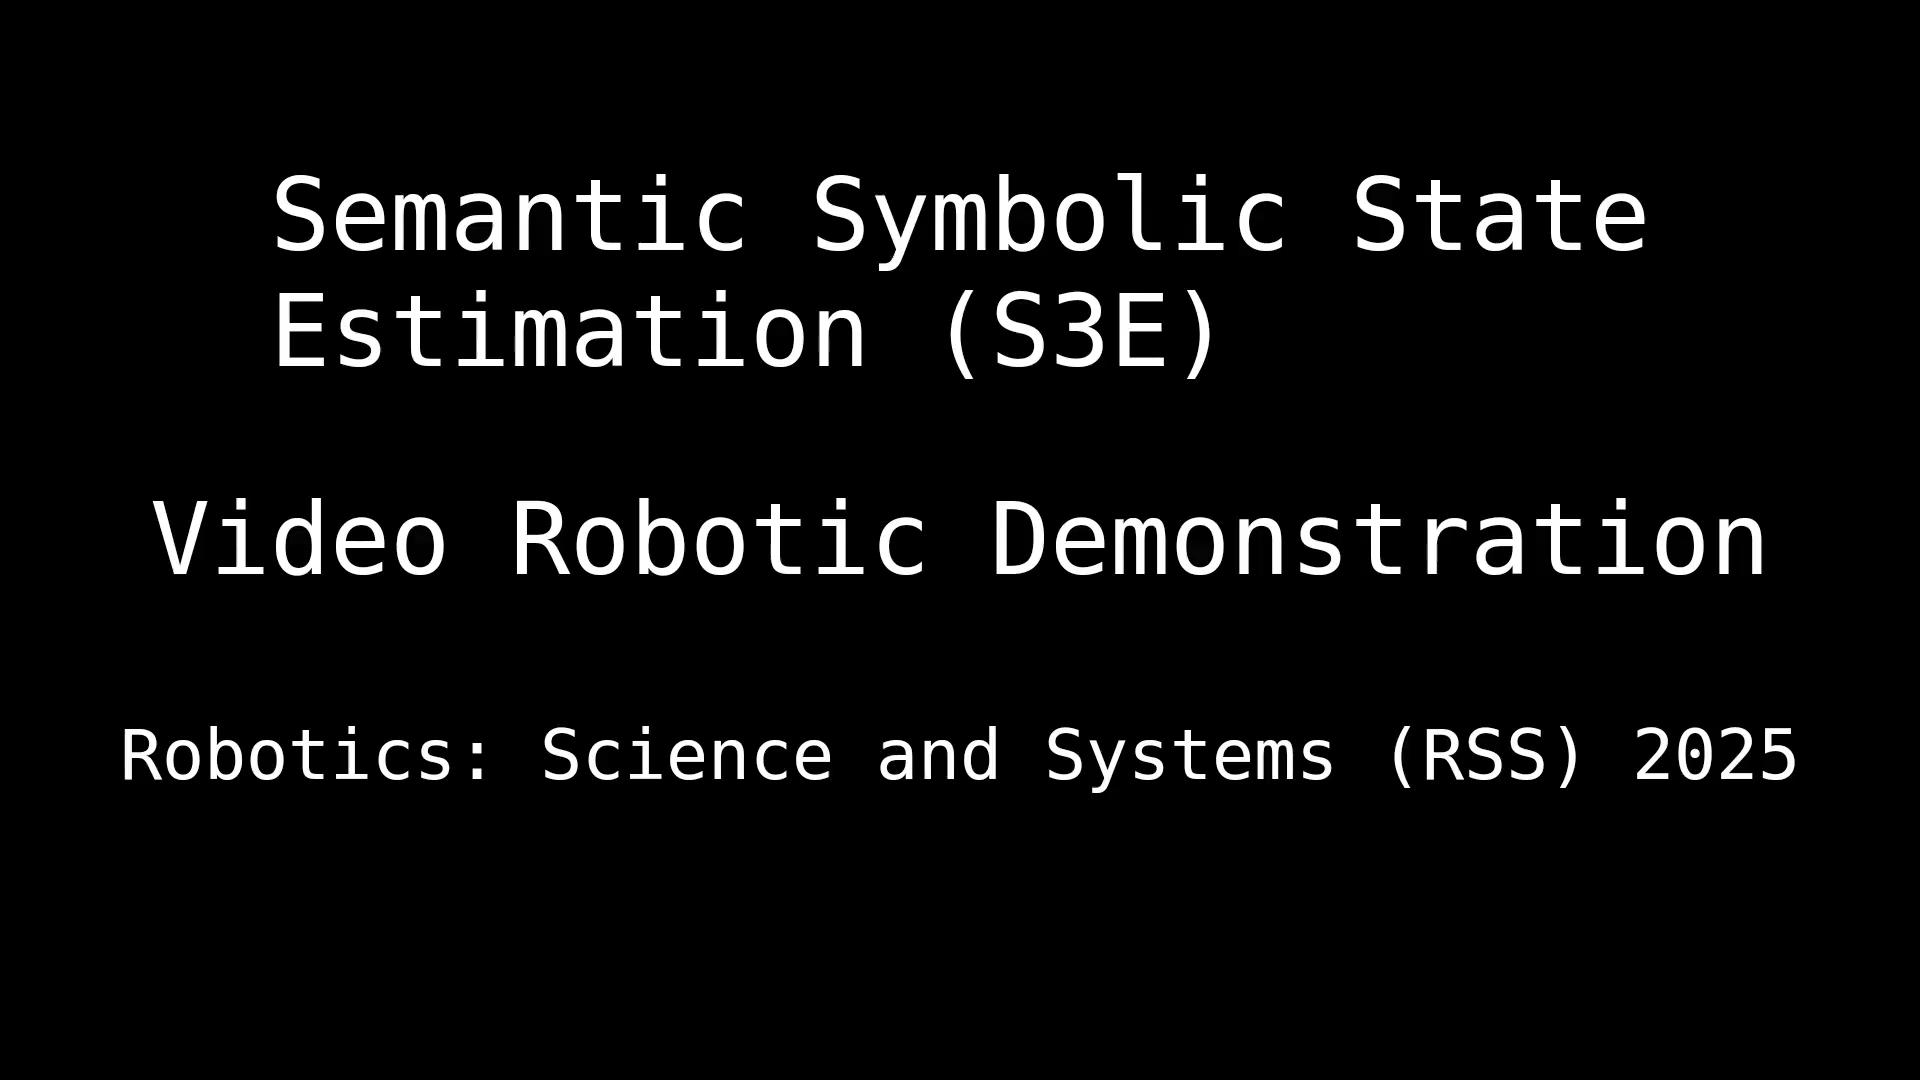 Semantic Symbolic State
Estimation (S3E)
Video Robotic Demonstration
Robotics: Science and Systems (RSS) 2025